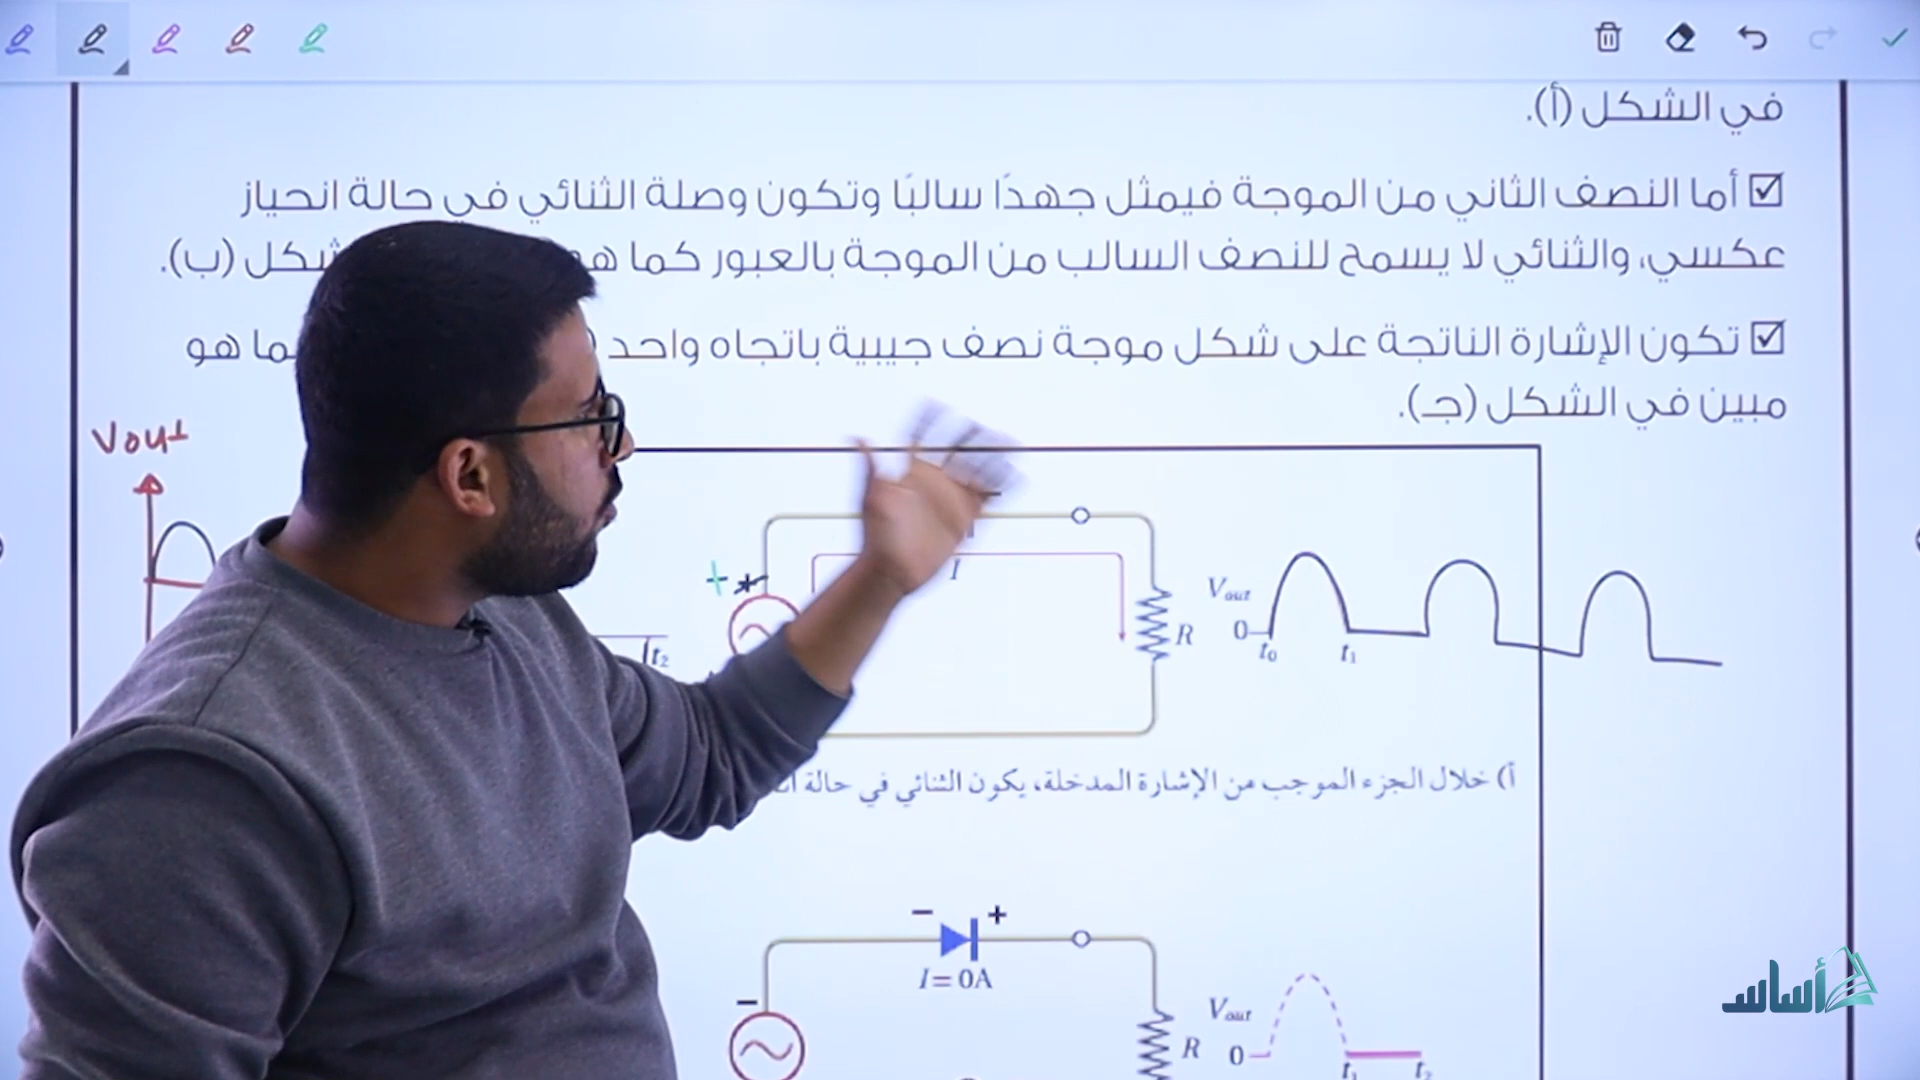 في الشكل (أ).
أما النصف الثاني من الموجة فيمثل جهدًا سالبًا وتكون وصلة الثنائي في حالة انحياز
عكسي، والثنائي لا يسمح للنصف السالب من الموجة بالعبور كما هو شكل (ب).
تكون الإشارة الناتجة على شكل موجة نصف جيبية باتجاه واحد ما هو
مبين في الشكل (جـ).
Vout
+
I
Vout
0
t0 t1
R
t2
أ) خلال الجزء الموجب من الإشارة المدخلة، يكون الثنائي في حالة
− +
I = 0A
−
R
Vout
0
t1 t2
أساس